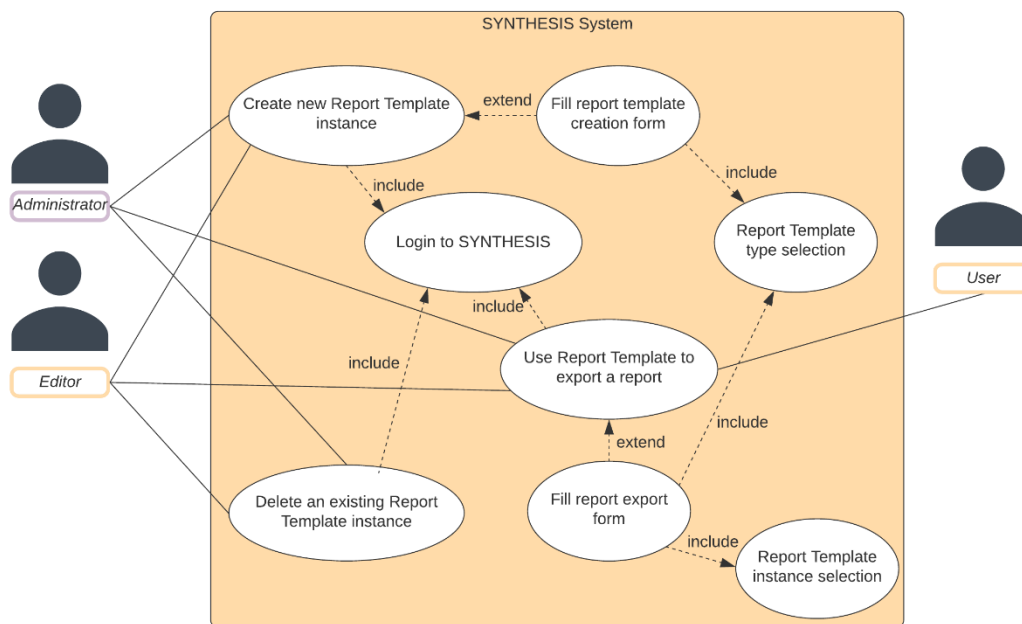 SYNTHESIS System
Create new Report Template
instance
extend
Fill report template
creation form
include
include
Administrator
Login to SYNTHESIS
Report Template
type selection
User
include
include
Use Report Template to
export a report
Editor
include
extend
Delete an existing Report
Template instance
Fill report export
form
include
Report Template
instance selection